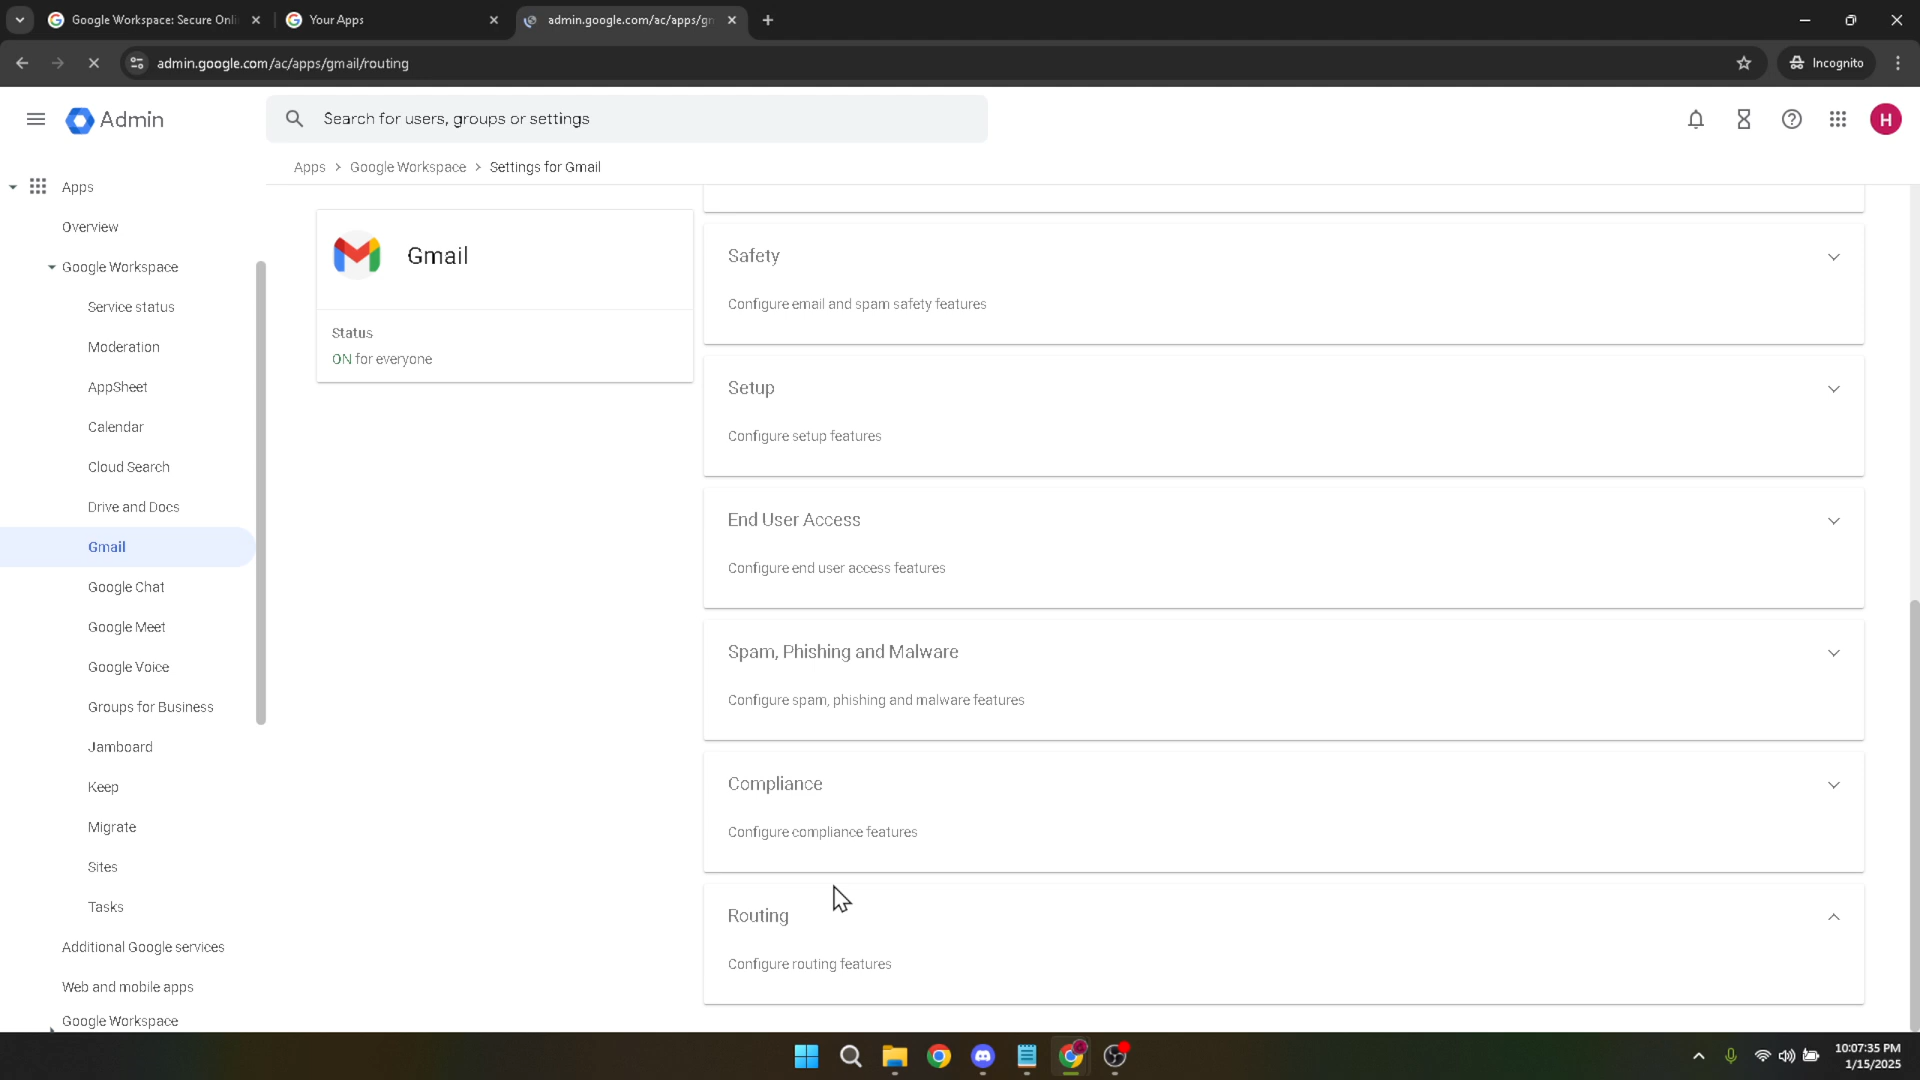 Google Workspace: Secure Onli
Your Apps
admin.google.com/ac/apps/gm
admin.google.com/ac/apps/gmail/routing
Incognito
Admin
Search for users, groups or settings
H
Apps > Google Workspace > Settings for Gmail
Apps
Overview
Google Workspace
Service status
Moderation
AppSheet
Calendar
Cloud Search
Drive and Docs
Gmail
Google Chat
Google Meet
Google Voice
Groups for Business
Jamboard
Keep
Migrate
Sites
Tasks
Additional Google services
Web and mobile apps
Google Workspace
Gmail
Status
ON for everyone
Safety
Configure email and spam safety features
Setup
Configure setup features
End User Access
Configure end user access features
Spam, Phishing and Malware
Configure spam, phishing and malware features
Compliance
Configure compliance features
Routing
Configure routing features
10:07:35 PM
1/15/2025